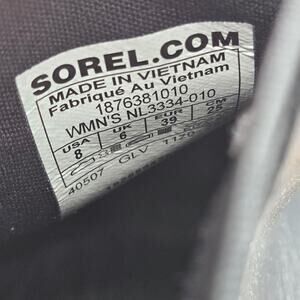 SOREL.COM
MADE IN VIETNAM
Fabriqué Au Vietnam
1876381010
WMN'S NL3334-010
USA UK EUR CM
8 6 39 25
40507 GLV